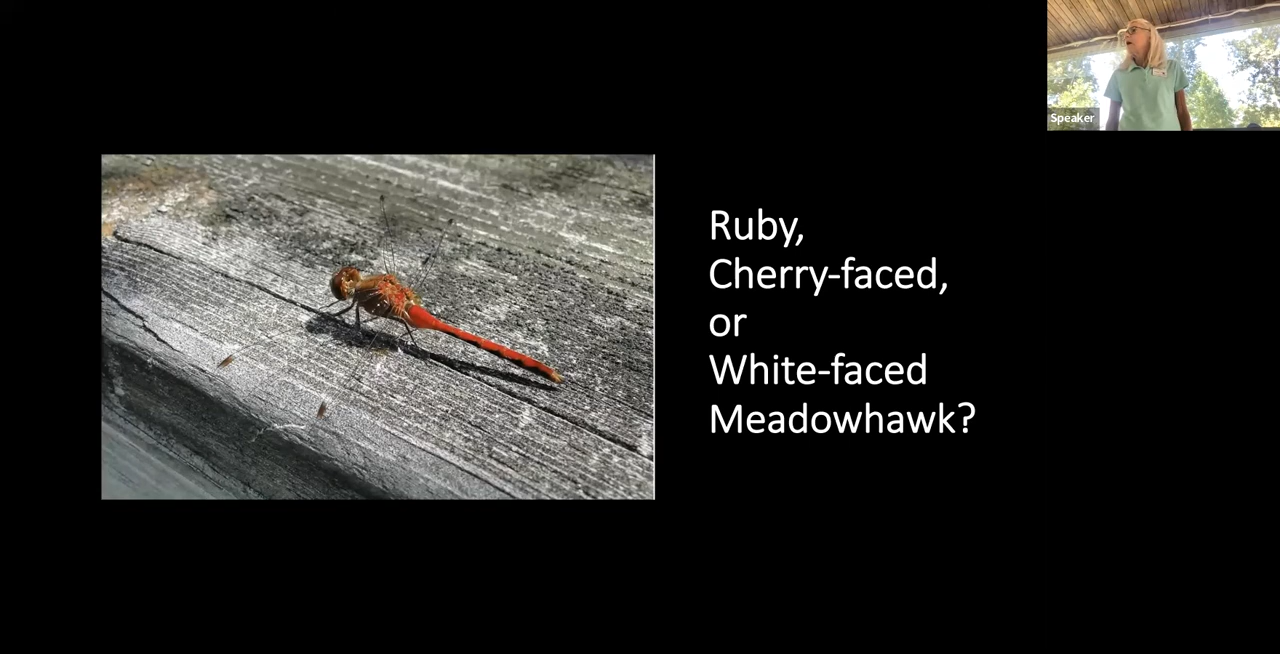 Speaker
Ruby,
Cherry-faced,
or
White-faced
Meadowhawk?